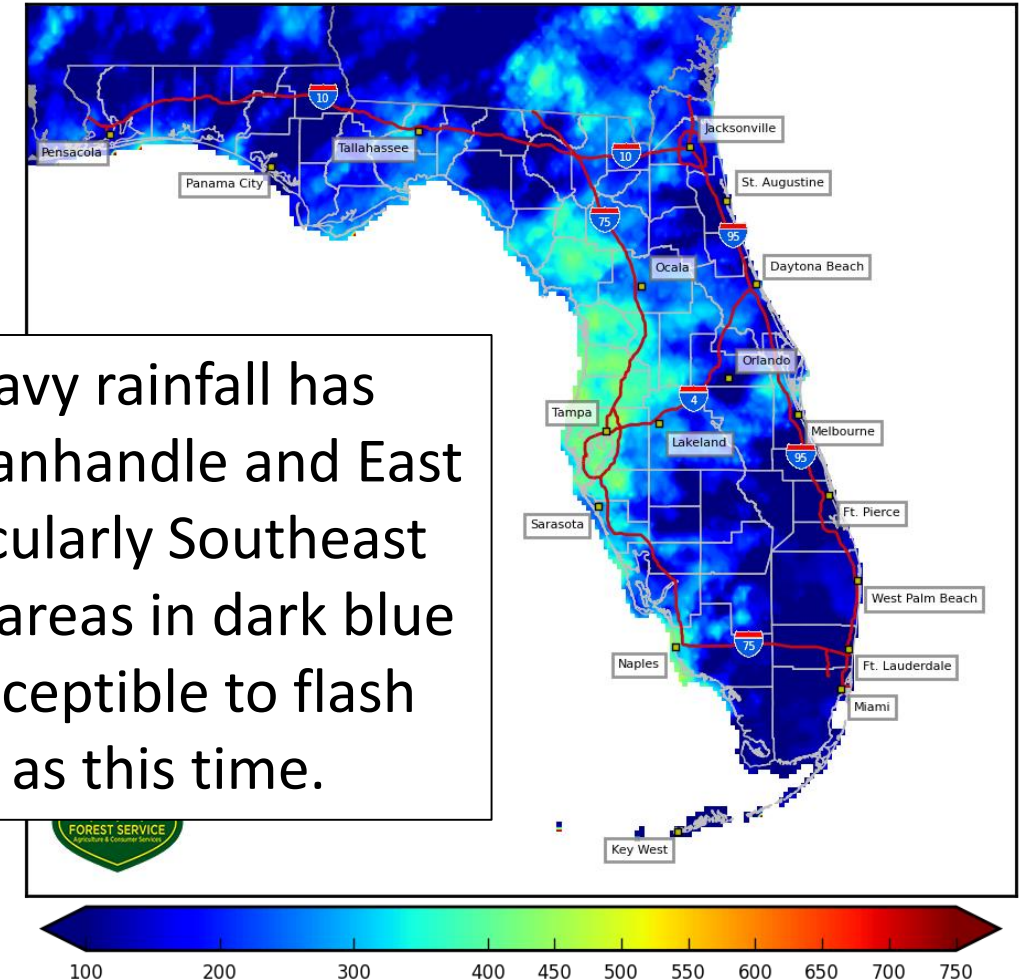 10
Jacksonville
Pensacola
Tallahassee
10
Panama City
St. Augustine
75
95
Ocala
Daytona Beach
Orlando
4
Tampa
Lakeland
Melbourne
95
Sarasota
Ft. Pierce
West Palm Beach
Naples
75
Ft. Lauderdale
Miami
Key West
avy rainfall has
anhandle and East
cularly Southeast
areas in dark blue
ceptible to flash
as this time.
FOREST SERVICE
Agriculture & Consumer Services
100 200 300 400 450 500 550 600 650 700 750